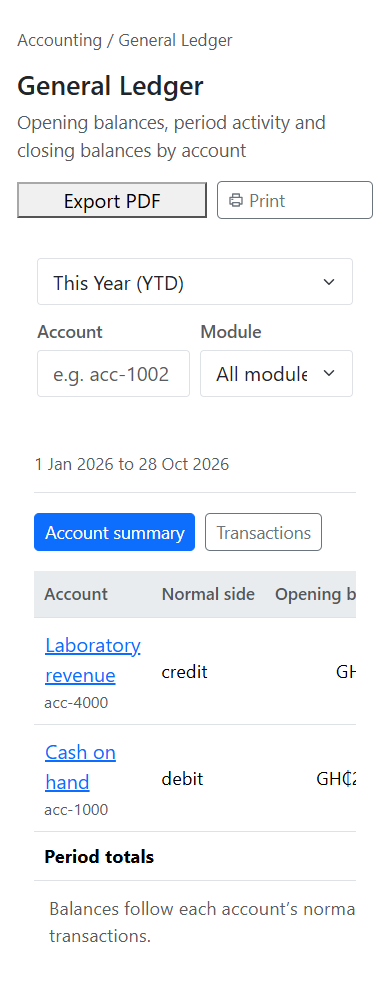 Accounting / General Ledger
General Ledger
Opening balances, period activity and
closing balances by account
Export PDF
Print
This Year (YTD)
Account Module
e.g. acc-1002 All module
1 Jan 2026 to 28 Oct 2026
Account summary Transactions
Account Normal side Opening b
Laboratory
revenue
credit GH
acc-4000
Cash on
hand
debit GH₵2
acc-1000
Period totals
Balances follow each account’s norma
transactions.